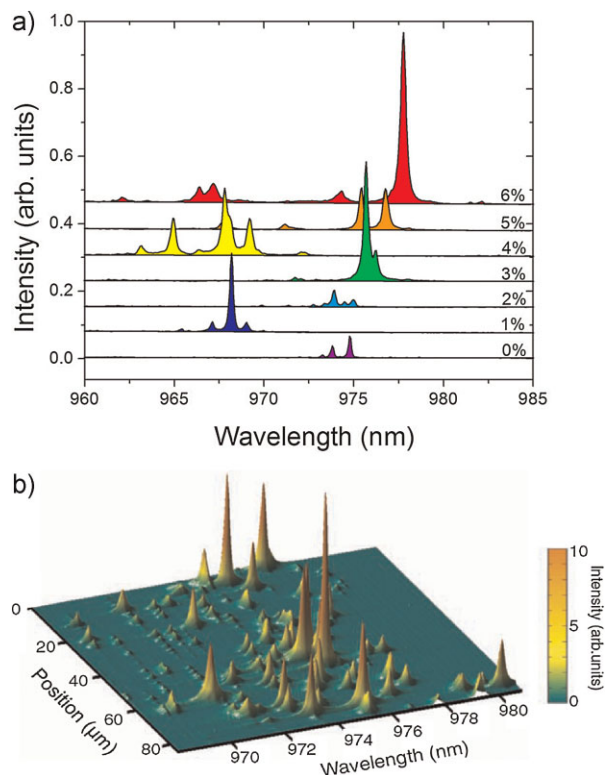 a)
1.0
0.8
0.6
0.4
0.2
0.0
Intensity (arb. units)
6%
5%
4%
3%
2%
1%
0%
960 965 970 975 980 985
Wavelength (nm)
b)
0
20
40
60
80
Position (µm)
970 972 974 976 978 980
Wavelength (nm)
10
5
0
Intensity (arb.units)